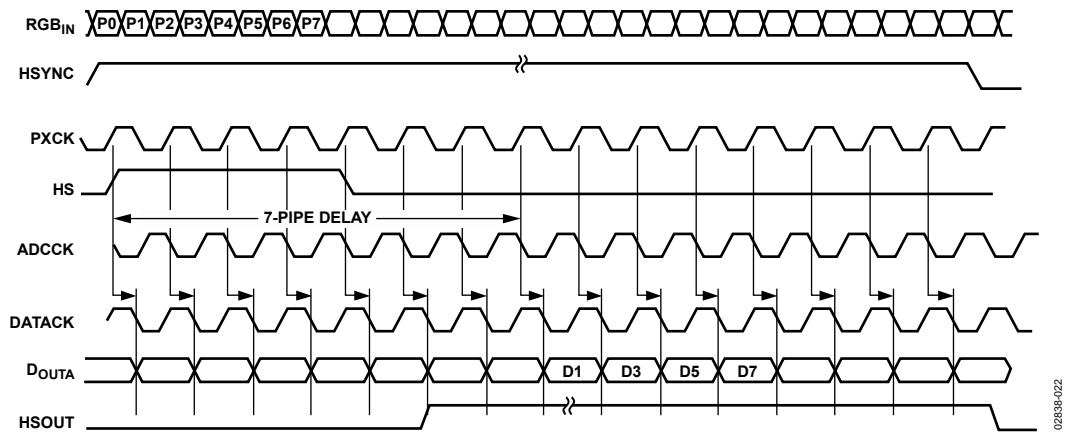 RGBIN P0 P1 P2 P3 P4 P5 P6 P7
HSYNC
PXCK
HS
7-PIPE DELAY
ADCCK
DATACK
DOUTA D1 D3 D5 D7
HSOUT
02838-022